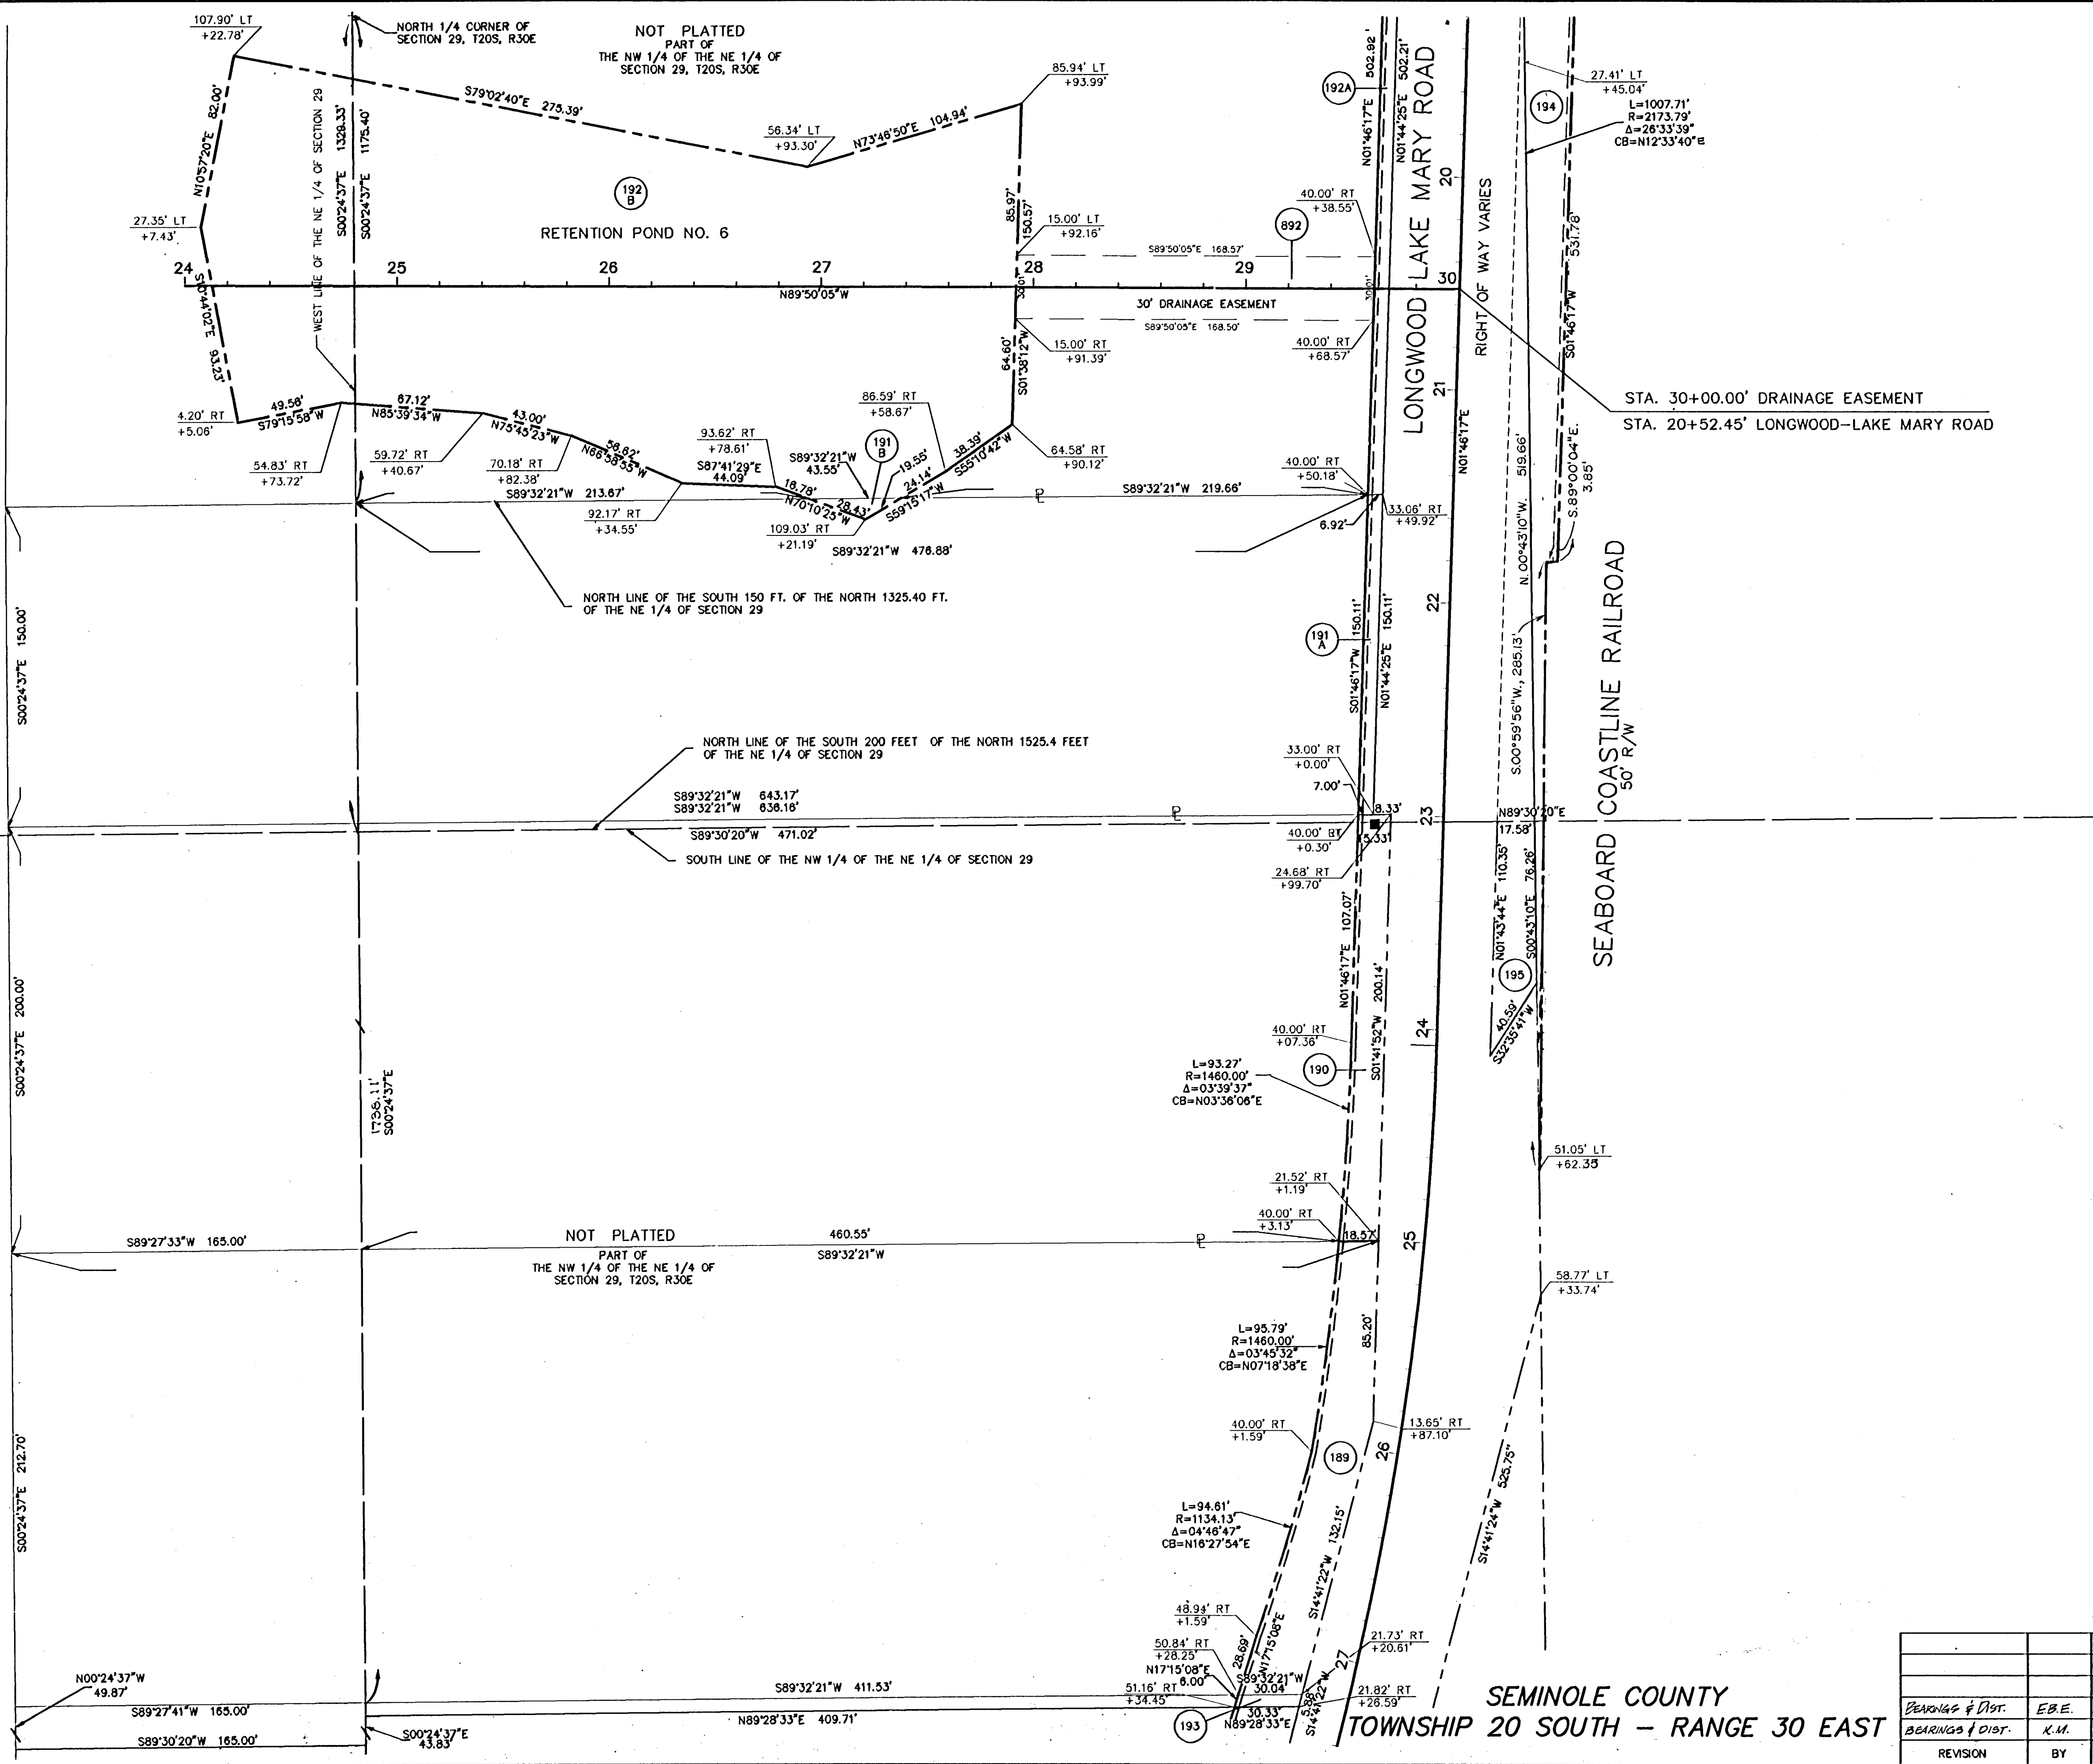 107.90' LT
+22.78'
NORTH 1/4 CORNER OF
SECTION 29, T20S, R30E
NOT PLATTED
PART OF
THE NW 1/4 OF THE NE 1/4 OF
SECTION 29, T20S, R30E
85.94' LT
+93.99'
27.41' LT
+45.04'
L=1007.71'
R=2173.79'
Δ=26°33'39"
CB=N12°33'40"E
194
192A
N01°46'17"E 502.92'
N01°44'25"E 502.21'
LONGWOOD-LAKE MARY ROAD
RIGHT OF WAY VARIES
N10°57'20"E 82.00'
S79°02'40"E 275.39'
56.34' LT
+93.30'
N73°46'50"E 104.94'
WEST LINE OF THE NE 1/4 OF SECTION 29
S00°24'37"E 1329.33'
S00°24'37"E 1175.40'
192
B
RETENTION POND NO. 6
27.35' LT
+7.43'
85.97'
150.57'
15.00' LT
+92.16'
S89°50'05"E 168.57'
892
40.00' RT
+38.55'
20
S01°46'17"W 531.78'
24
25
26
27
28
29
30
N89°50'05"W
30.01'
30.01'
30' DRAINAGE EASEMENT
S89°50'05"E 168.50'
S10°44'02"E 93.23'
64.60'
S01°38'12"W
15.00' RT
+91.39'
40.00' RT
+68.57'
21
N01°46'17"E
STA. 30+00.00' DRAINAGE EASEMENT
STA. 20+52.45' LONGWOOD-LAKE MARY ROAD
4.20' RT
+5.06'
49.56'
S79°15'58"W
67.12'
N85°39'34"W
43.00'
N75°45'23"W
56.62'
N66°58'55"W
86.59' RT
+58.67'
93.62' RT
+78.61'
191
B
S89°32'21"W
43.55'
19.55'
24.14'
S59°15'17"W
38.39'
S55°10'42"W
64.58' RT
+90.12'
54.83' RT
+73.72'
59.72' RT
+40.67'
70.18' RT
+82.38'
S87°41'29"E
44.09'
16.78'
28.43'
N70°10'25"W
S89°32'21"W 213.67'
92.17' RT
+34.55'
109.03' RT
+21.19'
S89°32'21"W 476.88'
S89°32'21"W 219.66'
40.00' RT
+50.18'
6.92'
33.06' RT
+49.92'
519.66'
N.00°43'10"W.
S.89°00'04"E.
3.85'
NORTH LINE OF THE SOUTH 150 FT. OF THE NORTH 1325.40 FT.
OF THE NE 1/4 OF SECTION 29
S00°24'37"E 150.00'
22
191
A
S01°46'17"W 150.11'
N01°44'25"E 150.11'
S.00°59'56"W., 285.13'
SEABOARD COASTLINE RAILROAD
50' R/W
NORTH LINE OF THE SOUTH 200 FEET OF THE NORTH 1525.4 FEET
OF THE NE 1/4 OF SECTION 29
33.00' RT
+0.00'
7.00'
S89°32'21"W 643.17'
S89°32'21"W 636.16'
8.33'
23
N89°30'20"E
17.58'
S89°30'20"W 471.02'
40.00' RT
+0.30'
SOUTH LINE OF THE NW 1/4 OF THE NE 1/4 OF SECTION 29
24.68' RT
+99.70'
N01°43'44"E 110.35'
S00°43'10"E 76.26'
N01°46'17"E 107.07'
S01°41'52"W 200.14'
195
40.59'
S32°35'41"W
S00°24'37"E 200.00'
40.00' RT
+07.36'
24
L=93.27'
R=1460.00'
Δ=03°39'37"
CB=N03°36'06"E
190
1738.11'
S00°24'37"E
51.05' LT
+62.35
21.52' RT
+1.19'
40.00' RT
+3.13'
18.57'
25
S89°27'33"W 165.00'
NOT PLATTED
PART OF
THE NW 1/4 OF THE NE 1/4 OF
SECTION 29, T20S, R30E
460.55'
S89°32'21"W
58.77' LT
+33.74'
L=95.79'
R=1460.00'
Δ=03°45'32"
CB=N07°18'38"E
85.20'
40.00' RT
+1.59'
13.65' RT
+87.10'
26
189
S00°24'37"E 212.70'
S14°41'24"W 525.75"
L=94.61'
R=1134.13'
Δ=04°46'47"
CB=N16°27'54"E
S14°41'22"W 132.15'
48.94' RT
+1.59'
50.84' RT
+28.25'
28.69'
N17°15'08"E
N17°15'08"E
6.00'
21.73' RT
+20.61'
27
N00°24'37"W
49.87'
S89°27'41"W 165.00'
S89°30'20"W 165.00'
S00°24'37"E
43.83'
S89°32'21"W 411.53'
N89°28'33"E 409.71'
51.16' RT
+34.45'
193
S89°32'21"W
30.04'
30.33'
N89°28'33"E
5.88'
S14°41'22"W
21.82' RT
+26.59'
SEMINOLE COUNTY
TOWNSHIP 20 SOUTH - RANGE 30 EAST
BEARINGS & DIST. E.B.E.
BEARINGS & DIST. K.M.
REVISION BY